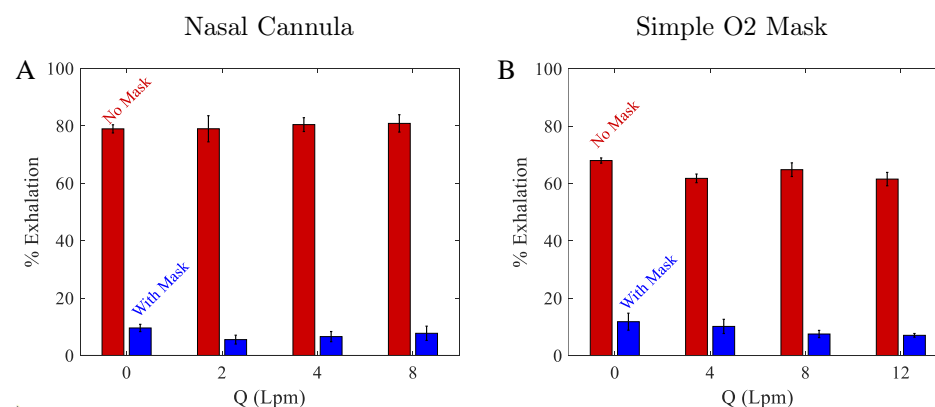 Nasal Cannula
Simple O2 Mask
A
100
80
60
40
20
0
% Exhalation
No Mask
With Mask
0
2
4
8
Q (Lpm)
B
100
80
60
40
20
0
% Exhalation
No Mask
With Mask
0
4
8
12
Q (Lpm)